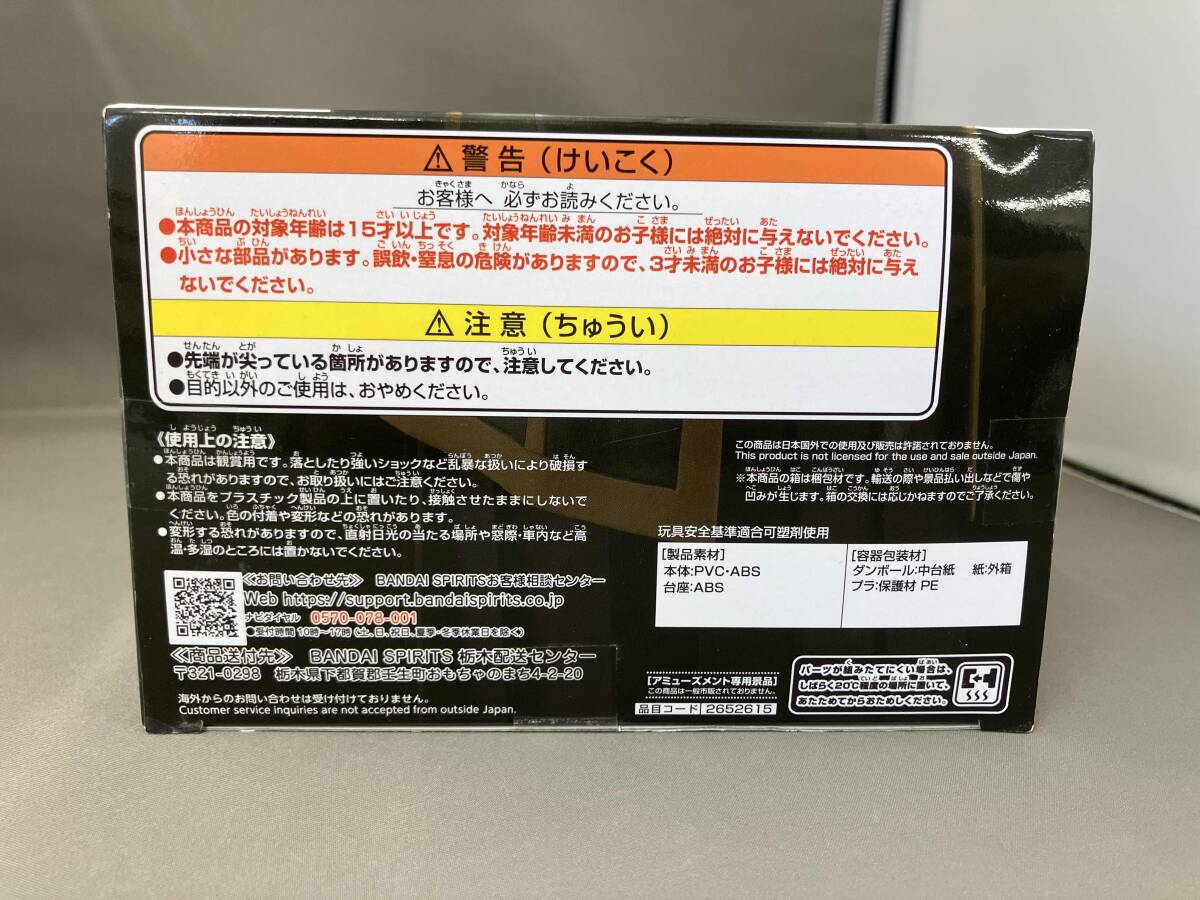 ⚠ 警告（けいこく）
お客様へ 必ずお読みください。
●本商品の対象年齢は15才以上です。対象年齢未満のお子様には絶対に与えないでください。
●小さな部品があります。誤飲・窒息の危険がありますので、3才未満のお子様には絶対に与え
ないでください。
⚠ 注意（ちゅうい）
●先端が尖っている箇所がありますので、注意してください。
●目的以外のご使用は、おやめください。
《使用上の注意》
●本商品は観賞用です。落としたり強いショックなど乱暴な扱いにより破損す
る恐れがありますので、お取り扱いにはご注意ください。
●本商品をプラスチック製品の上に置いたり、接触させたままにしないで
ください。色の付着や変形などの恐れがあります。
●変形する恐れがありますので、直射日光の当たる場所や窓際・車内など高
温・多湿のところには置かないでください。
≪お問い合わせ先≫ BANDAI SPIRITSお客様相談センター
Web https://support.bandaispirits.co.jp
ナビダイヤル 0570-078-001
●受付時間 10時～17時（土、日、祝日、夏季・冬季休業日を除く）
≪商品送付先≫ BANDAI SPIRITS 栃木配送センター
〒321-0298 栃木県下都賀郡壬生町おもちゃのまち4-2-20
海外からのお問い合わせは受け付けておりません。
Customer service inquiries are not accepted from outside Japan.
この商品は日本国外での使用及び販売は許諾されておりません。
This product is not licensed for the use and sale outside Japan.
※本商品の箱は梱包材です。輸送の際や景品払い出しなどで傷や
凹みが生じます。箱の交換には応じかねますのでご了承ください。
玩具安全基準適合可塑剤使用
[製品素材]
本体:PVC・ABS
台座:ABS
[容器包装材]
ダンボール:中台紙 紙:外箱
プラ:保護材 PE
[アミューズメント専用景品]
この商品は一般市販されておりません。
品目コード 2652615
パーツが組みたてにくい場合は、
しばらく20℃程度の場所に置いて、
あたためてからおためしください。